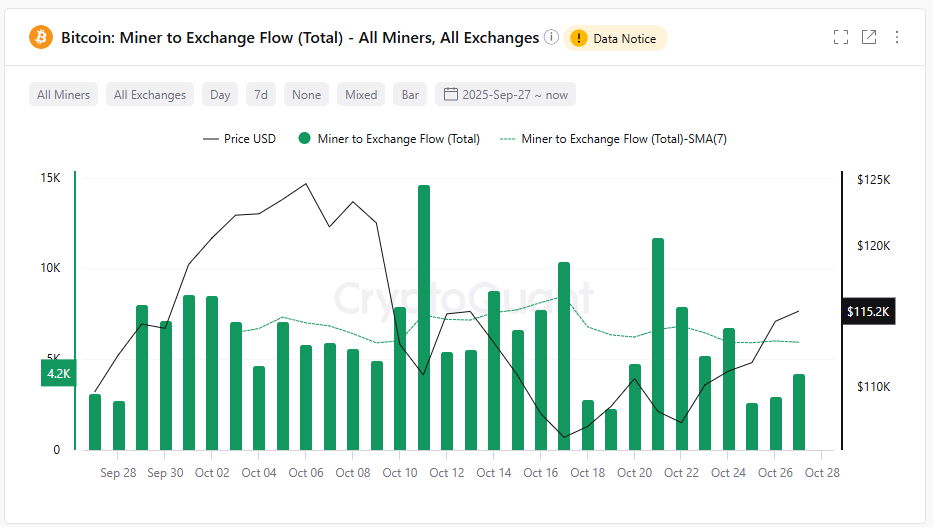 Bitcoin: Miner to Exchange Flow (Total) - All Miners, All Exchanges Data Notice
All Miners All Exchanges Day 7d None Mixed Bar 2025-Sep-27 ~ now
Price USD Miner to Exchange Flow (Total) Miner to Exchange Flow (Total)-SMA(7)
15K $125K
$120K
10K
CryptoQuant
$115.2K
5K
4.2K
$110K
0
Sep 28 Sep 30 Oct 02 Oct 04 Oct 06 Oct 08 Oct 10 Oct 12 Oct 14 Oct 16 Oct 18 Oct 20 Oct 22 Oct 24 Oct 26 Oct 28